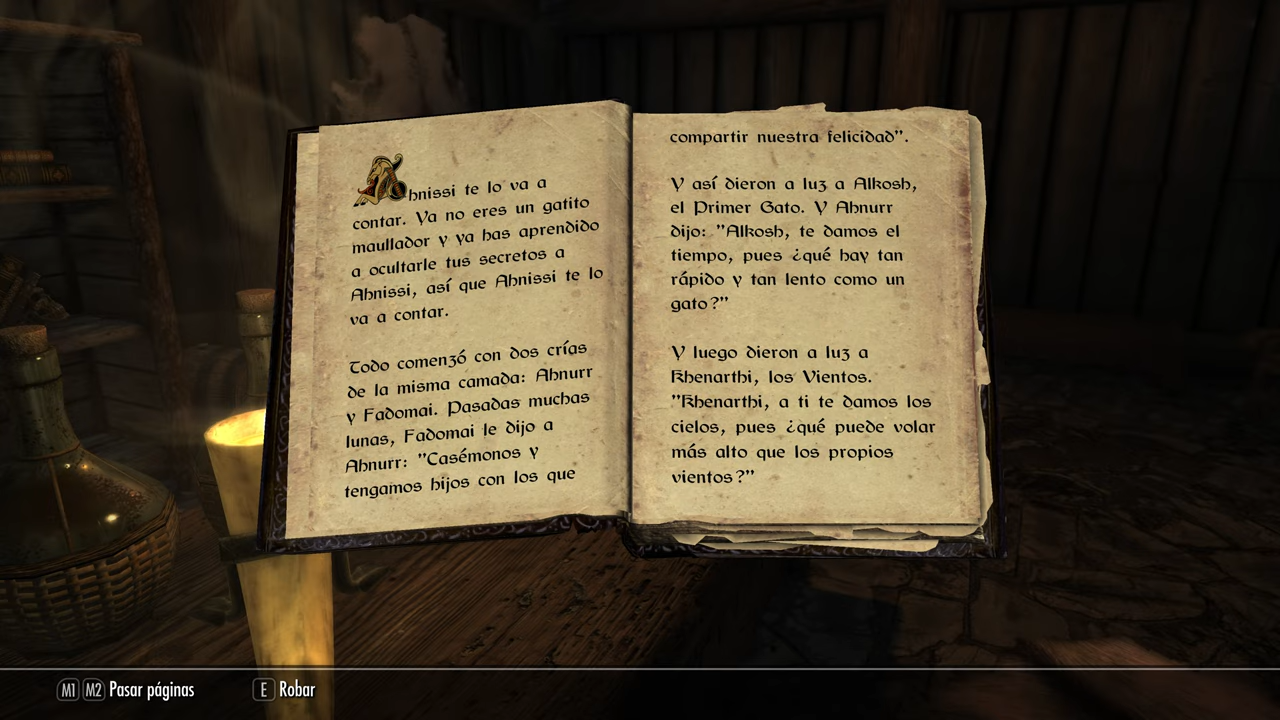 Ahnissi te lo va a
contar. Ya no eres un gatito
maullador y ya has aprendido
a ocultarle tus secretos a
Ahnissi, así que Ahnissi te lo
va a contar.
Todo comenzó con dos crías
de la misma camada: Ahnurr
y Fadomai. Pasadas muchas
lunas, Fadomai le dijo a
Ahnurr: "Casémonos y
tengamos hijos con los que
compartir nuestra felicidad".
Y así dieron a luz a Alkosh,
el Primer Gato. Y Ahnurr
dijo: "Alkosh, te damos el
tiempo, pues ¿qué hay tan
rápido y tan lento como un
gato?"
Y luego dieron a luz a
Khenarthi, los Vientos.
"Khenarthi, a ti te damos los
cielos, pues ¿qué puede volar
más alto que los propios
vientos?"
M1 M2 Pasar páginas
E Robar